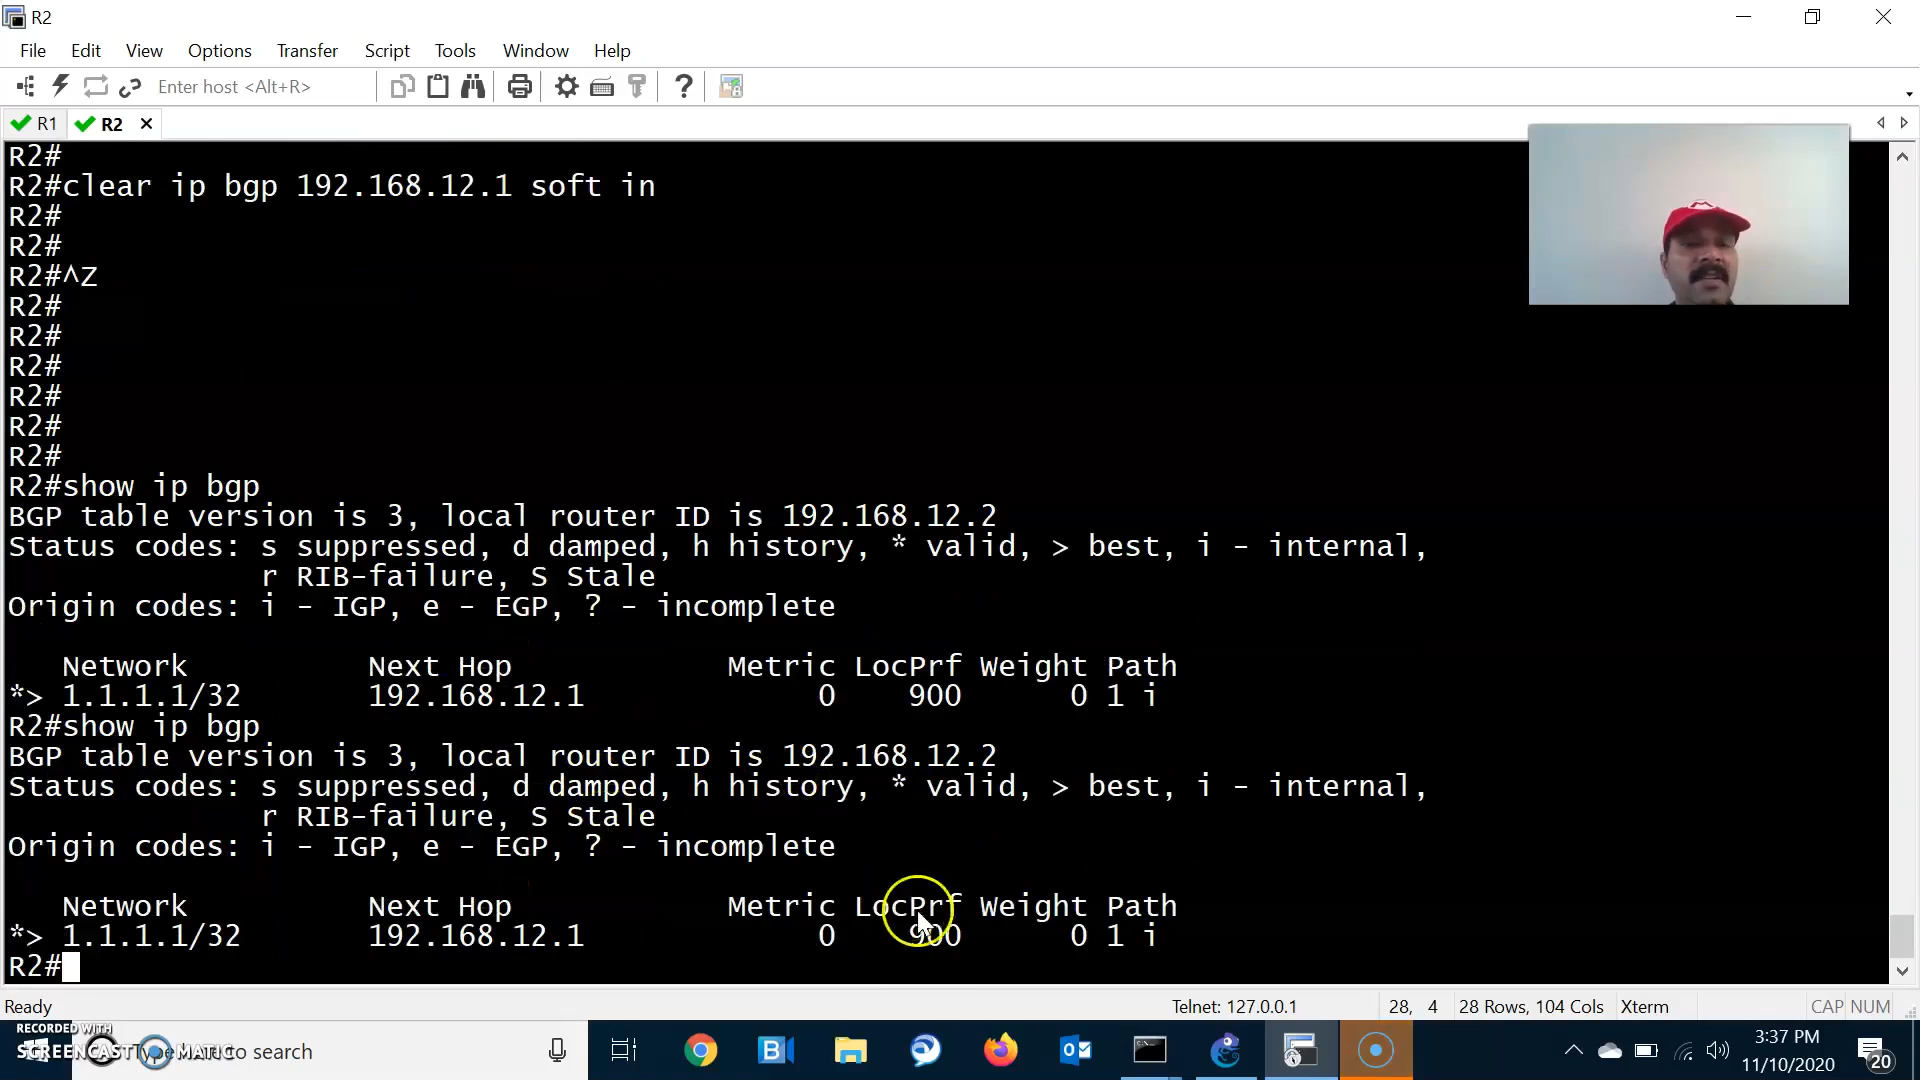 R2
File Edit View Options Transfer Script Tools Window Help
Enter host <Alt+R>
R1 R2
R2#
R2#clear ip bgp 192.168.12.1 soft in
R2#
R2#
R2#^Z
R2#
R2#
R2#
R2#
R2#
R2#
R2#show ip bgp
BGP table version is 3, local router ID is 192.168.12.2
Status codes: s suppressed, d damped, h history, * valid, > best, i - internal,
r RIB-failure, S Stale
Origin codes: i - IGP, e - EGP, ? - incomplete
Network Next Hop Metric LocPrf Weight Path
*> 1.1.1.1/32 192.168.12.1 0 900 0 1 i
R2#show ip bgp
BGP table version is 3, local router ID is 192.168.12.2
Status codes: s suppressed, d damped, h history, * valid, > best, i - internal,
r RIB-failure, S Stale
Origin codes: i - IGP, e - EGP, ? - incomplete
Network Next Hop Metric LocPrf Weight Path
*> 1.1.1.1/32 192.168.12.1 0 900 0 1 i
R2#
Ready Telnet: 127.0.0.1 28, 4 28 Rows, 104 Cols Xterm CAP NUM
RECORDED WITH
SCREENCAST MATIC
to search
3:37 PM
11/10/2020
20